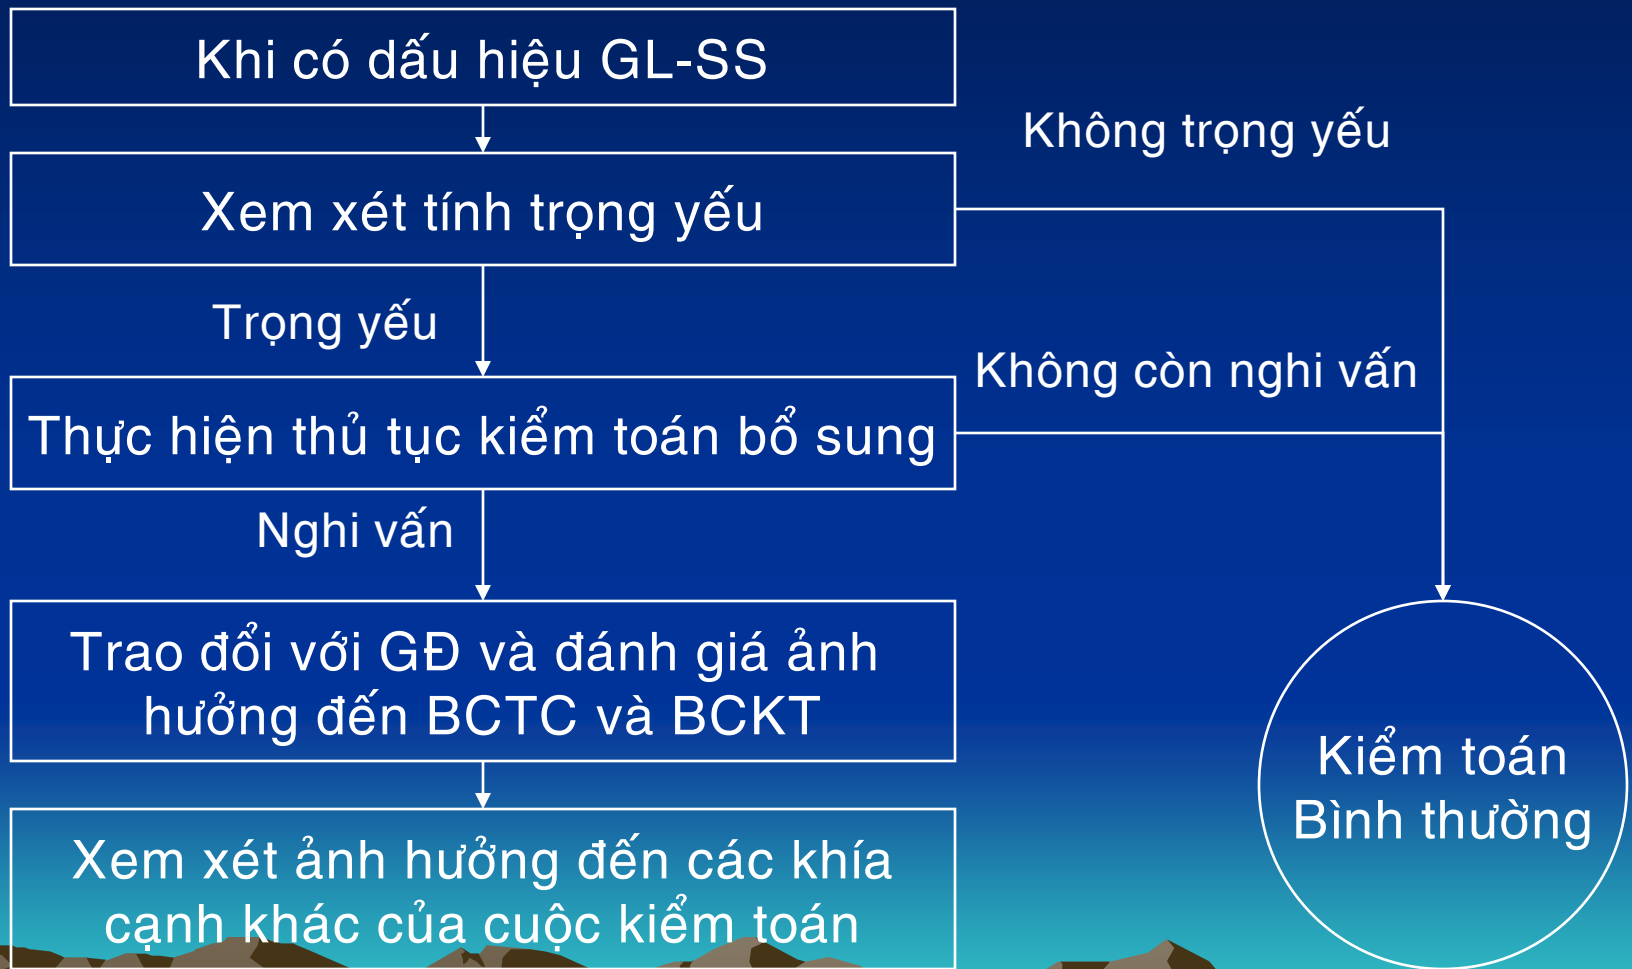 Khi có dấu hiệu GL-SS
Không trọng yếu
Xem xét tính trọng yếu
Trọng yếu
Không còn nghi vấn
Thực hiện thủ tục kiểm toán bổ sung
Nghi vấn
Trao đổi với GĐ và đánh giá ảnh
hưởng đến BCTC và BCKT
Kiểm toán
Bình thường
Xem xét ảnh hưởng đến các khía
cạnh khác của cuộc kiểm toán